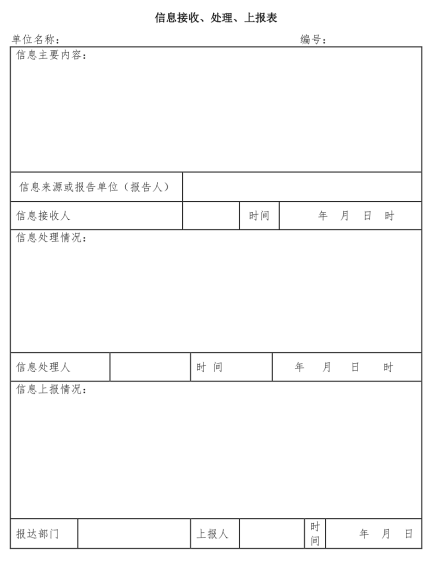 信息接收、处理、上报表
单位名称： 编号：
信息主要内容：
信息来源或报告单位（报告人）
信息接收人 时间 年 月 日 时
信息处理情况：
信息处理人 时 间 年 月 日 时
信息上报情况：
报达部门 上报人 时间 年 月 日